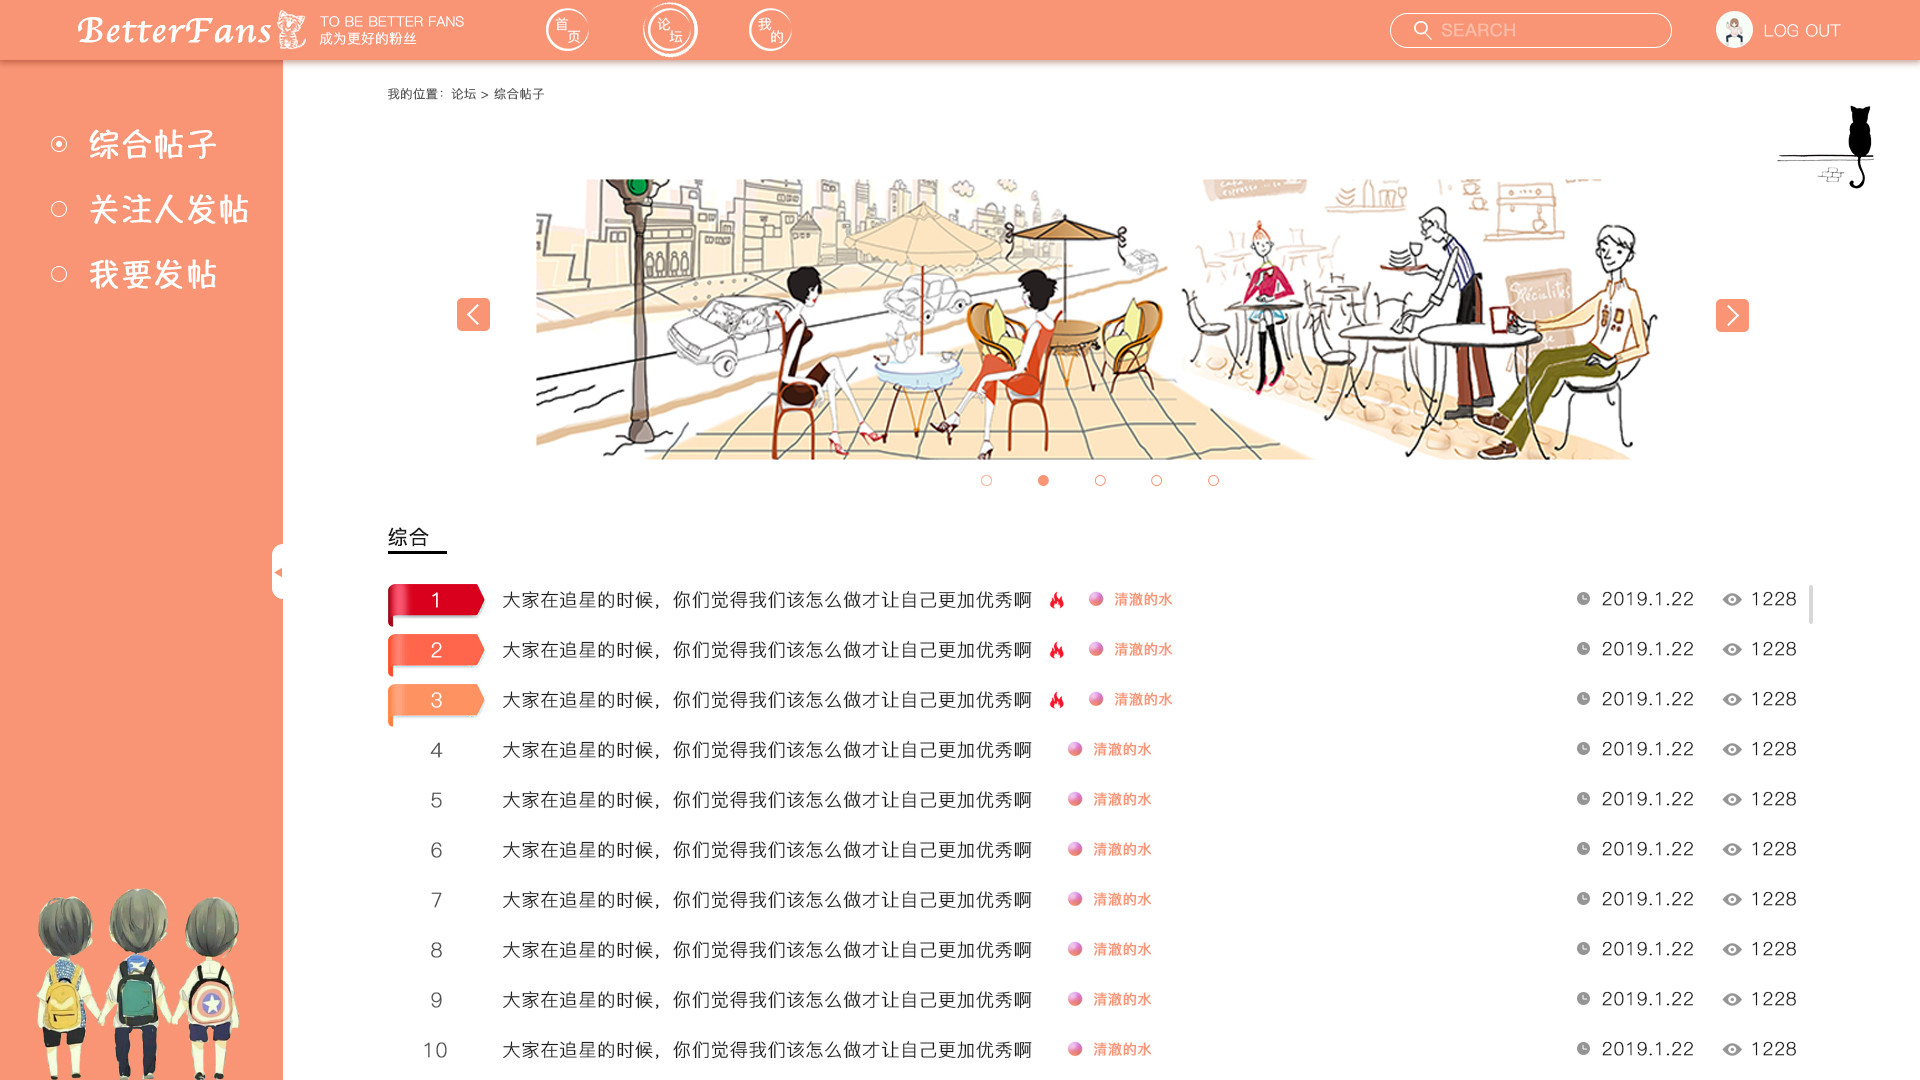 BetterFans
TO BE BETTER FANS
成为更好的粉丝
首页
论坛
我的
SEARCH
LOG OUT
综合帖子
关注人发帖
我要发帖
我的位置：论坛 > 综合帖子
Spécialités
综合
1 大家在追星的时候，你们觉得我们该怎么做才让自己更加优秀啊 清澈的水 2019.1.22 1228
2 大家在追星的时候，你们觉得我们该怎么做才让自己更加优秀啊 清澈的水 2019.1.22 1228
3 大家在追星的时候，你们觉得我们该怎么做才让自己更加优秀啊 清澈的水 2019.1.22 1228
4 大家在追星的时候，你们觉得我们该怎么做才让自己更加优秀啊 清澈的水 2019.1.22 1228
5 大家在追星的时候，你们觉得我们该怎么做才让自己更加优秀啊 清澈的水 2019.1.22 1228
6 大家在追星的时候，你们觉得我们该怎么做才让自己更加优秀啊 清澈的水 2019.1.22 1228
7 大家在追星的时候，你们觉得我们该怎么做才让自己更加优秀啊 清澈的水 2019.1.22 1228
8 大家在追星的时候，你们觉得我们该怎么做才让自己更加优秀啊 清澈的水 2019.1.22 1228
9 大家在追星的时候，你们觉得我们该怎么做才让自己更加优秀啊 清澈的水 2019.1.22 1228
10 大家在追星的时候，你们觉得我们该怎么做才让自己更加优秀啊 清澈的水 2019.1.22 1228